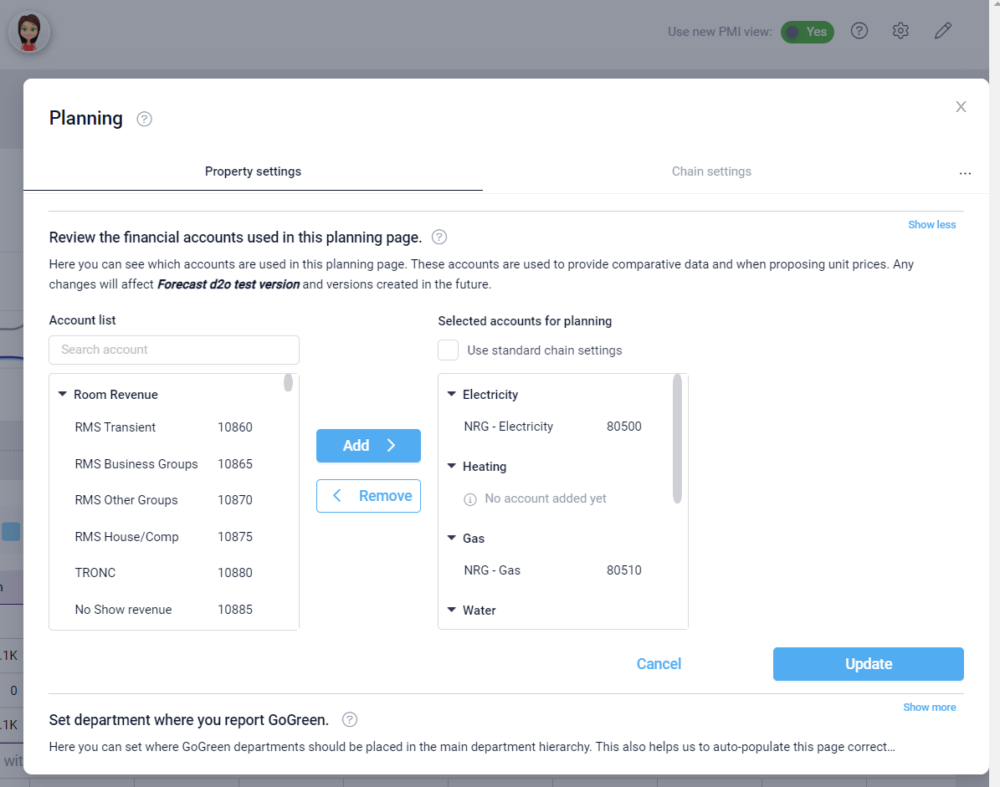 Use new PMI view: Yes
Planning
Property settings
Chain settings
...
Show less
Review the financial accounts used in this planning page.
Here you can see which accounts are used in this planning page. These accounts are used to provide comparative data and when proposing unit prices. Any
changes will affect Forecast d2o test version and versions created in the future.
Account list
Search account
Room Revenue
RMS Transient 10860
RMS Business Groups 10865
RMS Other Groups 10870
RMS House/Comp 10875
TRONC 10880
No Show revenue 10885
Add
Remove
Selected accounts for planning
Use standard chain settings
Electricity
NRG - Electricity 80500
Heating
No account added yet
Gas
NRG - Gas 80510
Water
Cancel
Update
Show more
Set department where you report GoGreen.
Here you can set where GoGreen departments should be placed in the main department hierarchy. This also helps us to auto-populate this page correct...
.1K
0
.1K
wit